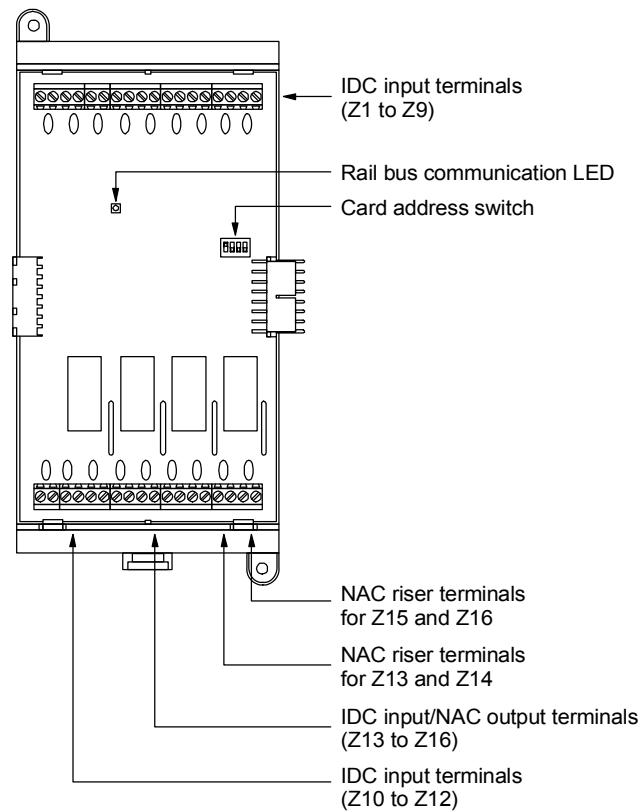 IDC input terminals
(Z1 to Z9)
Rail bus communication LED
Card address switch
NAC riser terminals
for Z15 and Z16
NAC riser terminals
for Z13 and Z14
IDC input/NAC output terminals
(Z13 to Z16)
IDC input terminals
(Z10 to Z12)